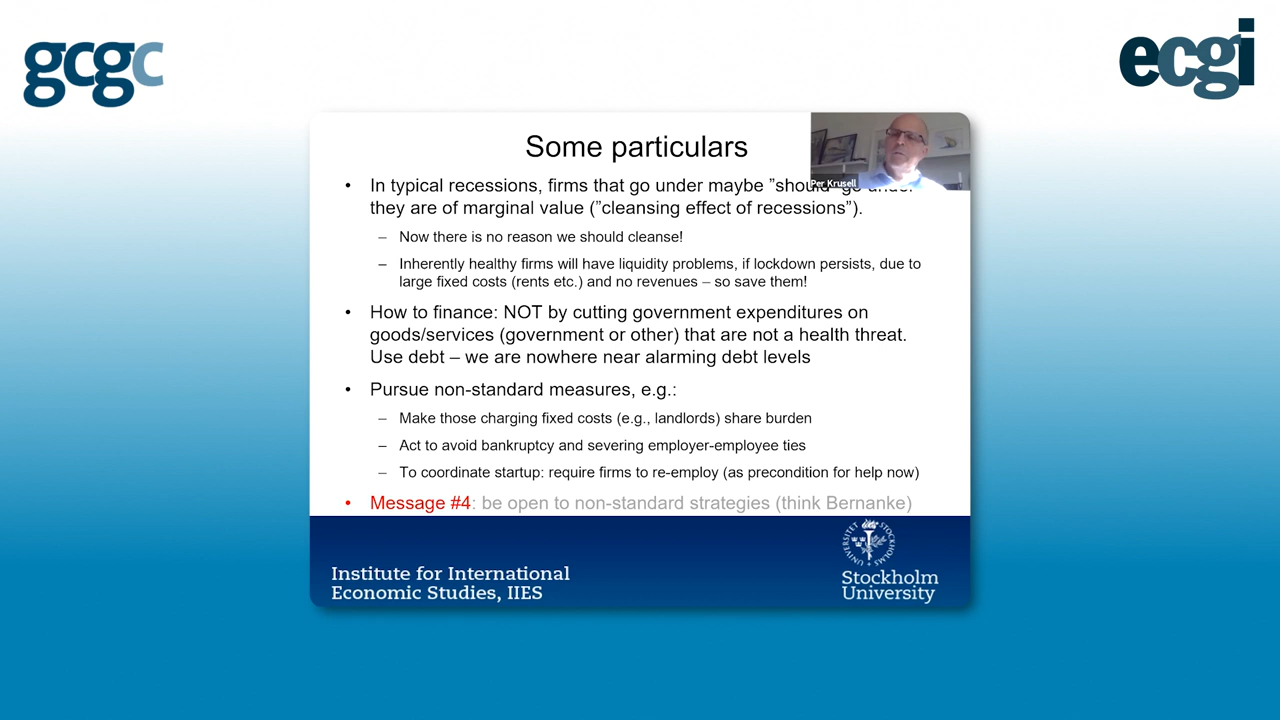 gcgc
ecgi
Some particulars
Per Krusell
• In typical recessions, firms that go under maybe ”should” go under
they are of marginal value (”cleansing effect of recessions”).
– Now there is no reason we should cleanse!
– Inherently healthy firms will have liquidity problems, if lockdown persists, due to
large fixed costs (rents etc.) and no revenues – so save them!
• How to finance: NOT by cutting government expenditures on
goods/services (government or other) that are not a health threat.
Use debt – we are nowhere near alarming debt levels
• Pursue non-standard measures, e.g.:
– Make those charging fixed costs (e.g., landlords) share burden
– Act to avoid bankruptcy and severing employer-employee ties
– To coordinate startup: require firms to re-employ (as precondition for help now)
• Message #4: be open to non-standard strategies (think Bernanke)
Institute for International
Economic Studies, IIES
Stockholm
University